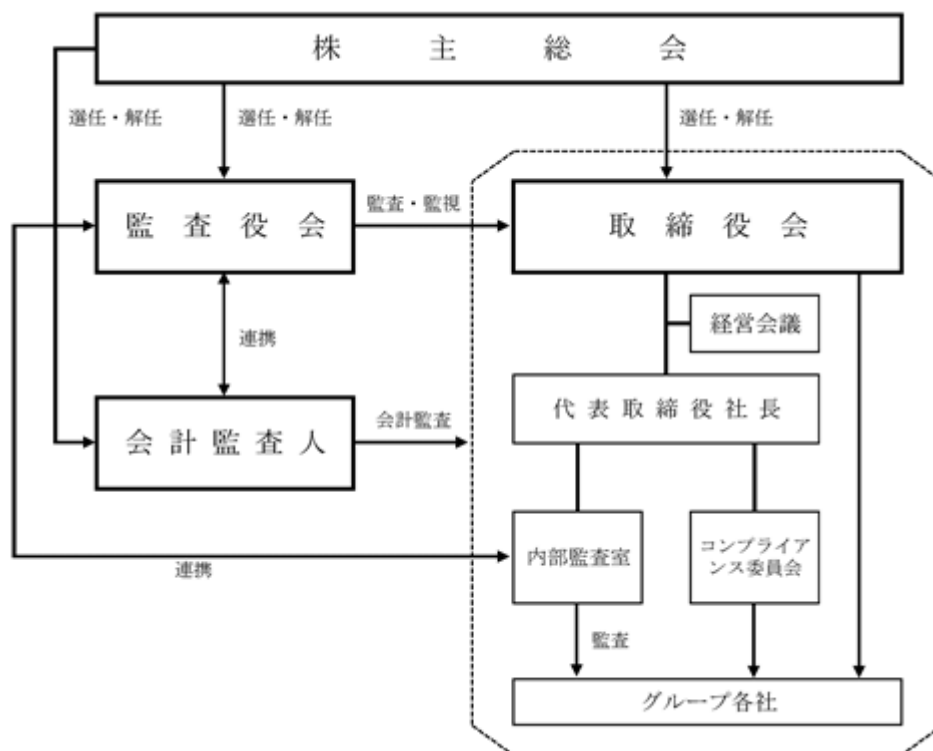 株主総会
選任・解任
選任・解任
選任・解任
監査役会
監査・監視
取締役会
経営会議
連携
代表取締役社長
会計監査人
会計監査
内部監査室
コンプライア
ンス委員会
連携
監査
グループ各社